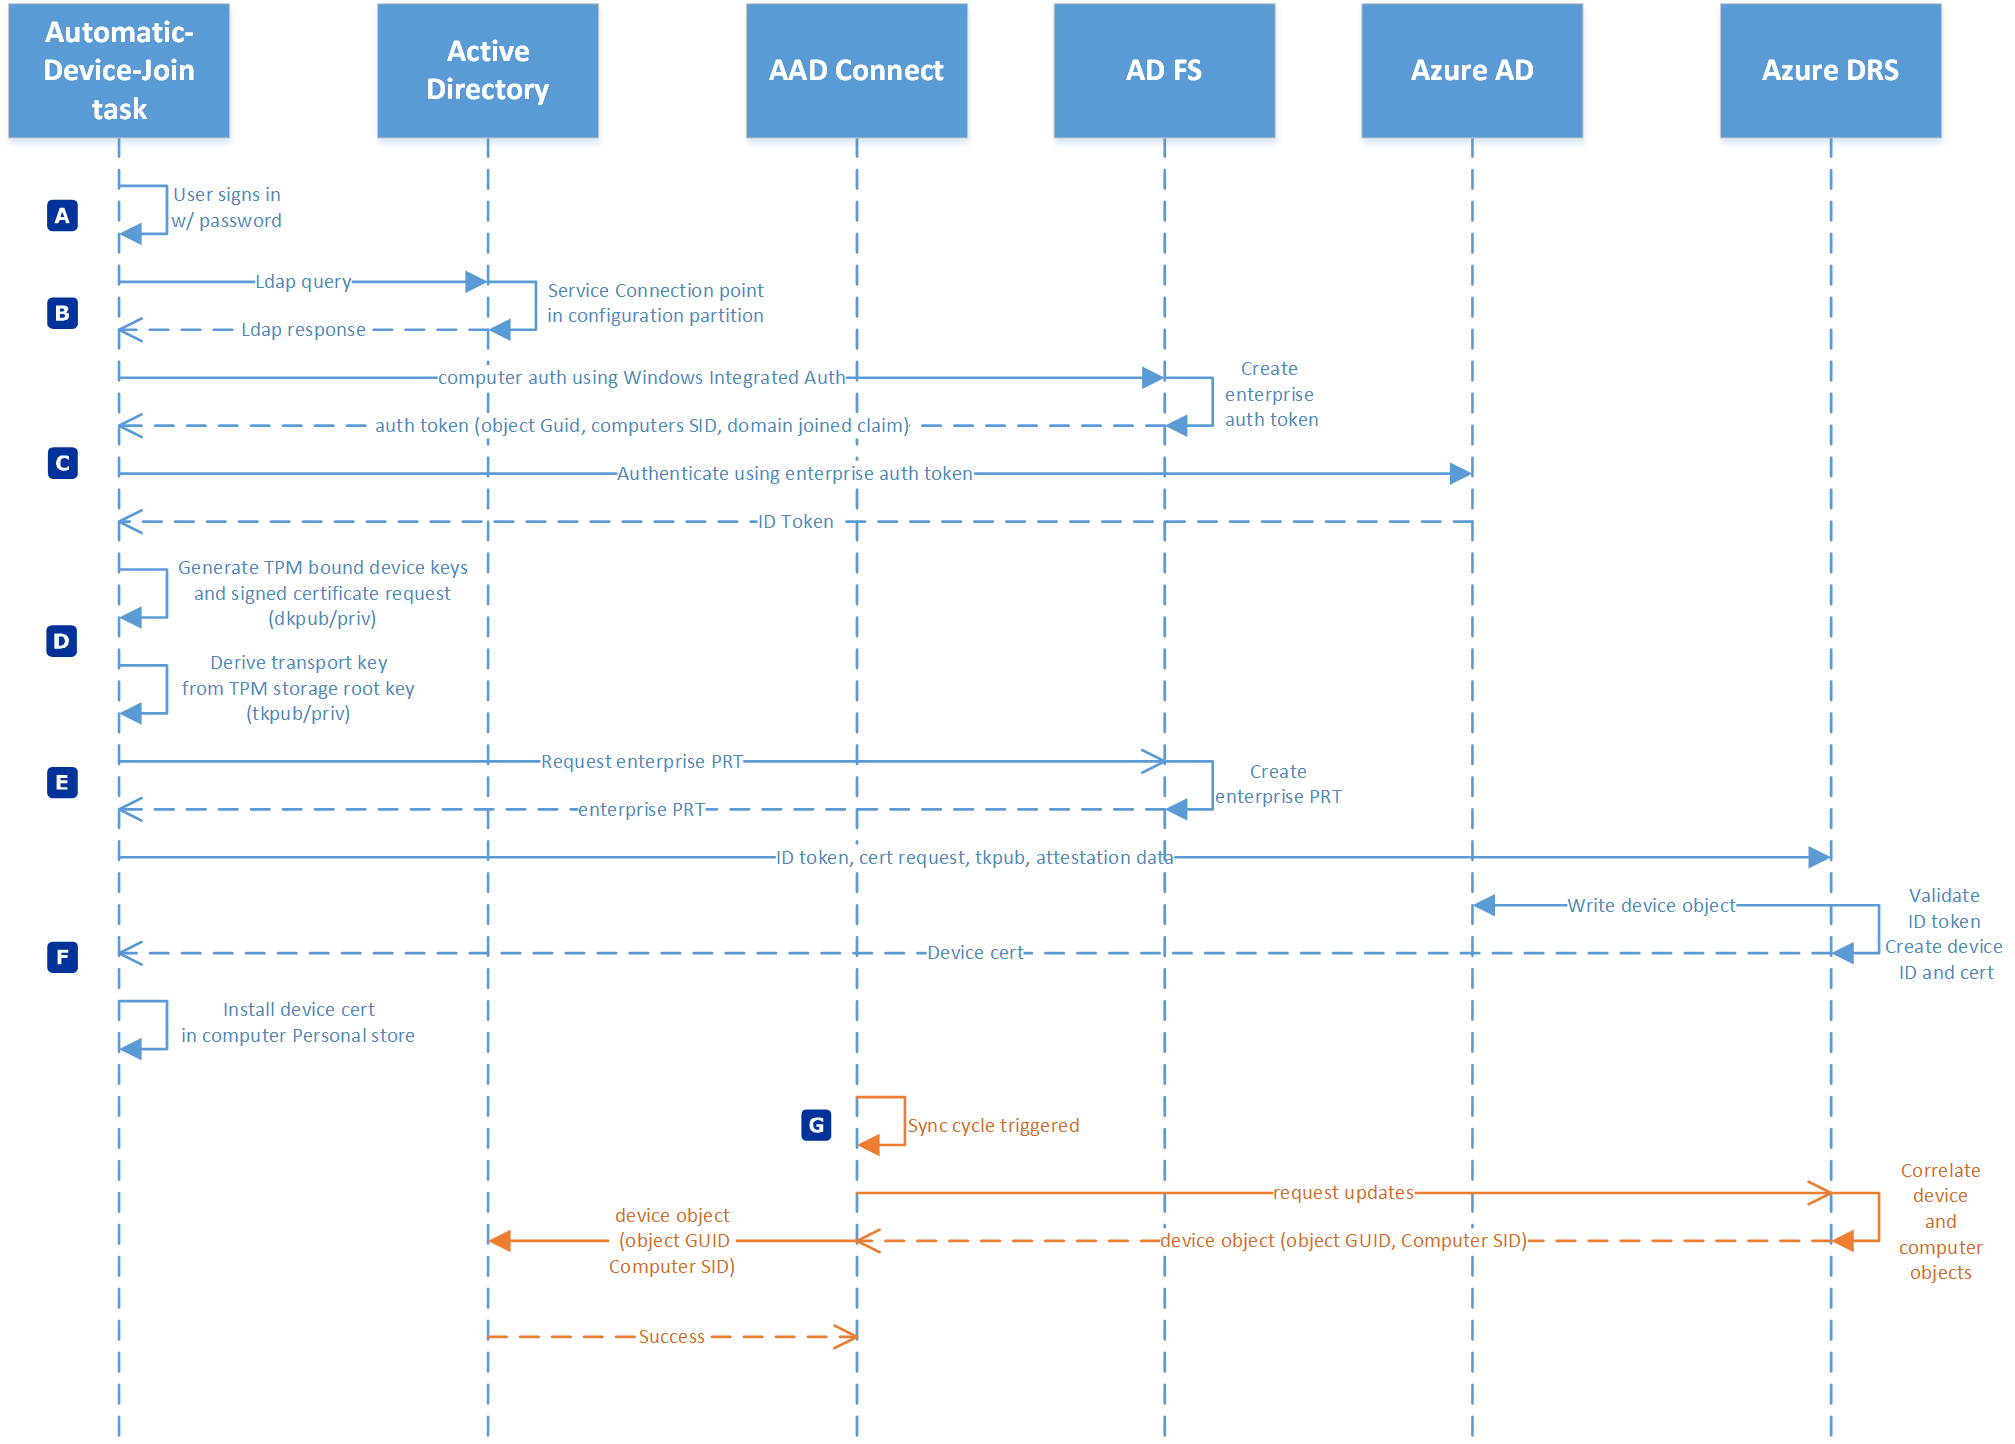 Automatic-
Device-Join
task
Active
Directory
AAD Connect
AD FS
Azure AD
Azure DRS
A
User signs in
w/ password
B
Ldap query
Service Connection point
in configuration partition
Ldap response
computer auth using Windows Integrated Auth
Create
enterprise
auth token
auth token (object Guid, computers SID, domain joined claim)
C
Authenticate using enterprise auth token
ID Token
Generate TPM bound device keys
and signed certificate request
(dkpub/priv)
D
Derive transport key
from TPM storage root key
(tkpub/priv)
E
Request enterprise PRT
Create
enterprise PRT
enterprise PRT
ID token, cert request, tkpub, attestation data
Write device object
Validate
ID token
Create device
ID and cert
F
Device cert
Install device cert
in computer Personal store
G
Sync cycle triggered
request updates
Correlate
device
and
computer
objects
device object
(object GUID
Computer SID)
device object (object GUID, Computer SID)
Success